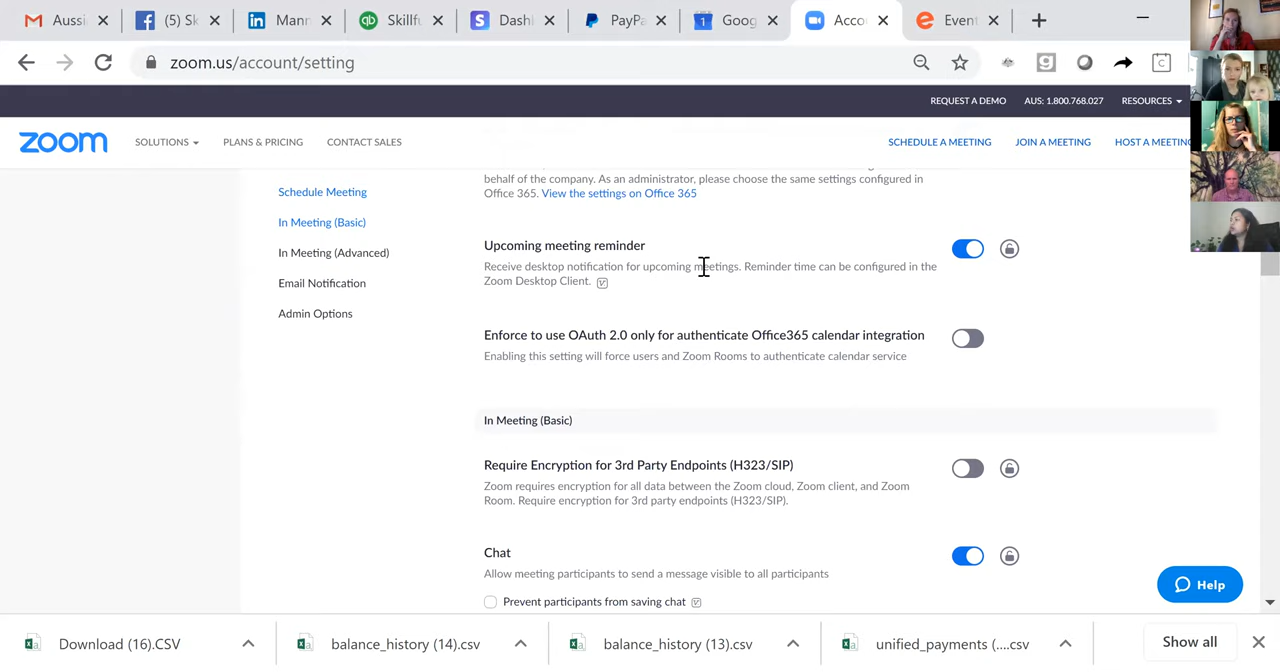 Aussi
(5) Sk
Mann
Skillfu
Dash
PayPa
Goog
Acco
Event
zoom.us/account/setting
REQUEST A DEMO
AUS: 1.800.768.027
RESOURCES
zoom
SOLUTIONS
PLANS & PRICING
CONTACT SALES
SCHEDULE A MEETING
JOIN A MEETING
HOST A MEETING
Schedule Meeting
In Meeting (Basic)
In Meeting (Advanced)
Email Notification
Admin Options
behalf of the company. As an administrator, please choose the same settings configured in
Office 365. View the settings on Office 365
Upcoming meeting reminder
Receive desktop notification for upcoming meetings. Reminder time can be configured in the
Zoom Desktop Client.
Enforce to use OAuth 2.0 only for authenticate Office365 calendar integration
Enabling this setting will force users and Zoom Rooms to authenticate calendar service
In Meeting (Basic)
Require Encryption for 3rd Party Endpoints (H323/SIP)
Zoom requires encryption for all data between the Zoom cloud, Zoom client, and Zoom
Room. Require encryption for 3rd party endpoints (H323/SIP).
Chat
Allow meeting participants to send a message visible to all participants
Prevent participants from saving chat
Help
Download (16).CSV
balance_history (14).csv
balance_history (13).csv
unified_payments (....csv
Show all